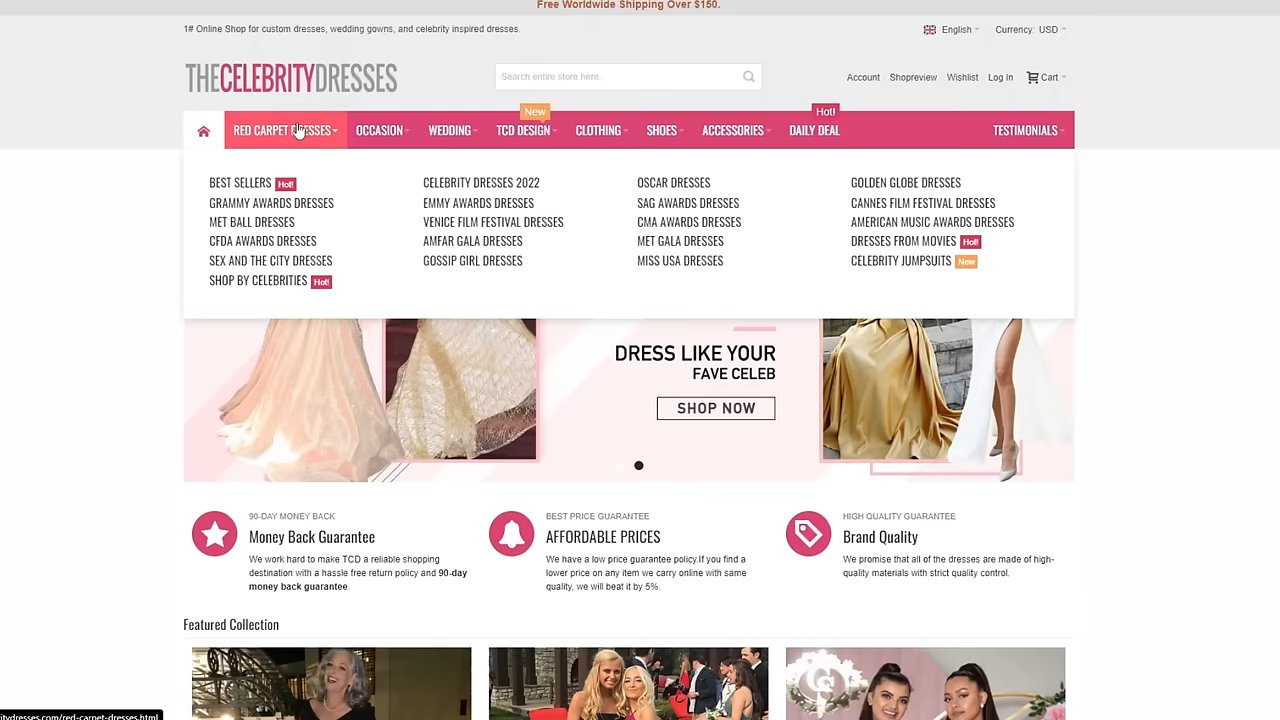 Free Worldwide Shipping Over $150.
1# Online Shop for custom dresses, wedding gowns, and celebrity inspired dresses.
English
Currency: USD
THECELEBRITYDRESSES
Search entire store here..
Account Shopreview Wishlist Log In Cart
New
Hot!
RED CARPET DRESSES OCCASION WEDDING TCD DESIGN CLOTHING SHOES ACCESSORIES DAILY DEAL TESTIMONIALS
BEST SELLERS Hot! CELEBRITY DRESSES 2022 OSCAR DRESSES GOLDEN GLOBE DRESSES
GRAMMY AWARDS DRESSES EMMY AWARDS DRESSES SAG AWARDS DRESSES CANNES FILM FESTIVAL DRESSES
MET BALL DRESSES VENICE FILM FESTIVAL DRESSES CMA AWARDS DRESSES AMERICAN MUSIC AWARDS DRESSES
CFDA AWARDS DRESSES AMFAR GALA DRESSES MET GALA DRESSES DRESSES FROM MOVIES Hot!
SEX AND THE CITY DRESSES GOSSIP GIRL DRESSES MISS USA DRESSES CELEBRITY JUMPSUITS New
SHOP BY CELEBRITIES Hot!
DRESS LIKE YOUR
FAVE CELEB
SHOP NOW
90-DAY MONEY BACK
Money Back Guarantee
We work hard to make TCD a reliable shopping
destination with a hassle free return policy and 90-day
money back guarantee.
BEST PRICE GUARANTEE
AFFORDABLE PRICES
We have a low price guarantee policy.If you find a
lower price on any item we carry online with same
quality, we will beat it by 5%.
HIGH QUALITY GUARANTEE
Brand Quality
We promise that all of the dresses are made of high-
quality materials with strict quality control.
Featured Collection
itydresses.com/red-carpet-dresses.html